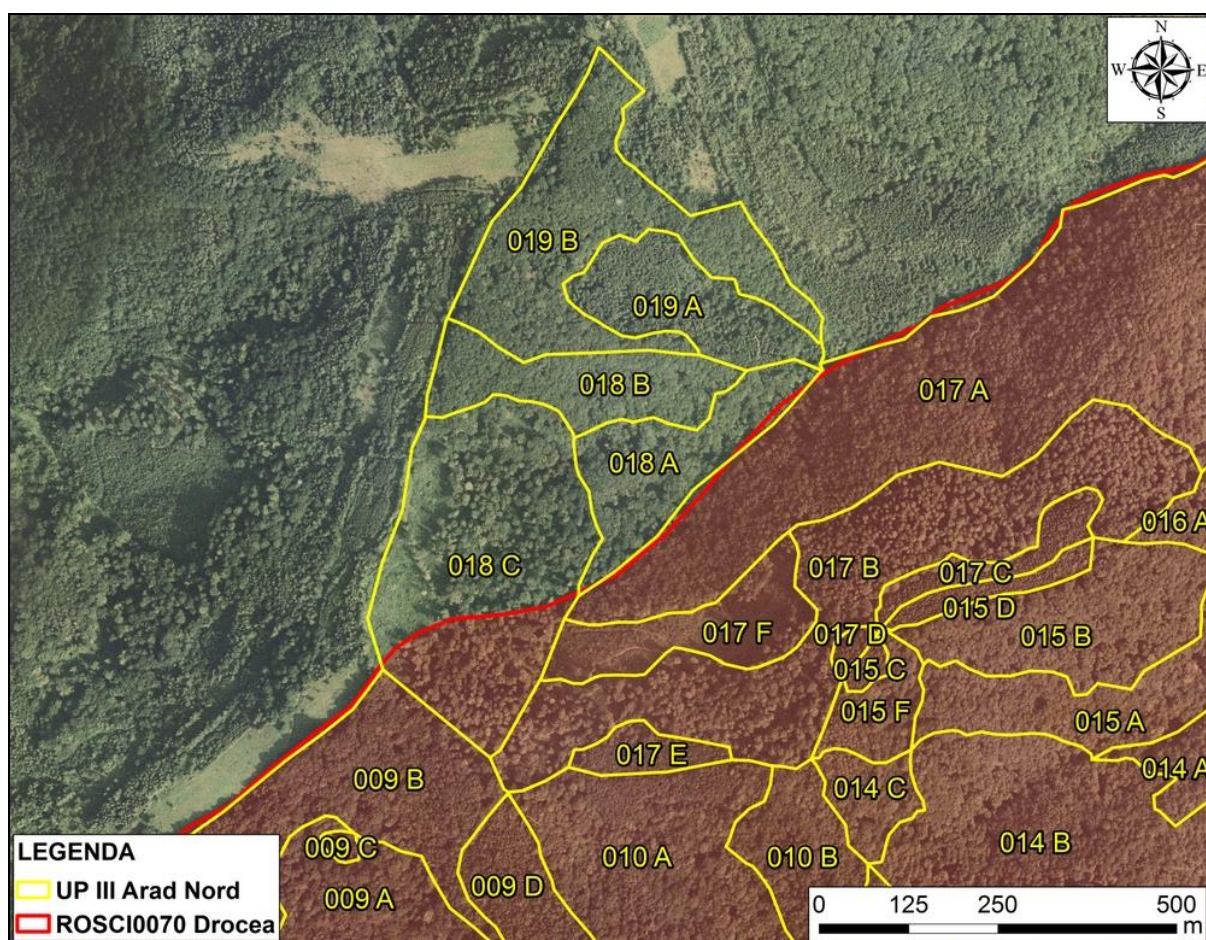 N
W E
S
019 B
019 A
018 B
017 A
018 A
016 A
018 C
017 B
017 C
015 D
017 F
017 D
015 B
015 C
015 F
015 A
017 E
014 A
009 B
014 C
009 C
010 A
010 B
014 B
009 D
009 A
LEGENDA
UP III Arad Nord
ROSCI0070 Drocea
0 125 250 500
m